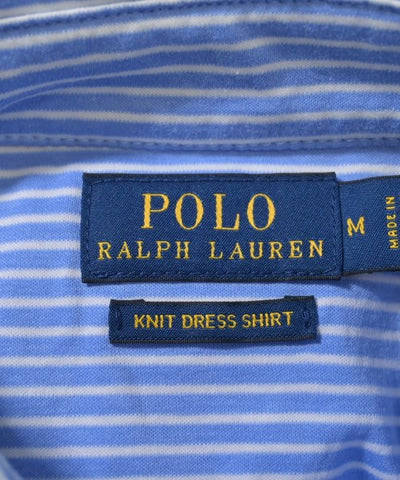 POLO
RALPH LAUREN
M
MADE IN
KNIT DRESS SHIRT